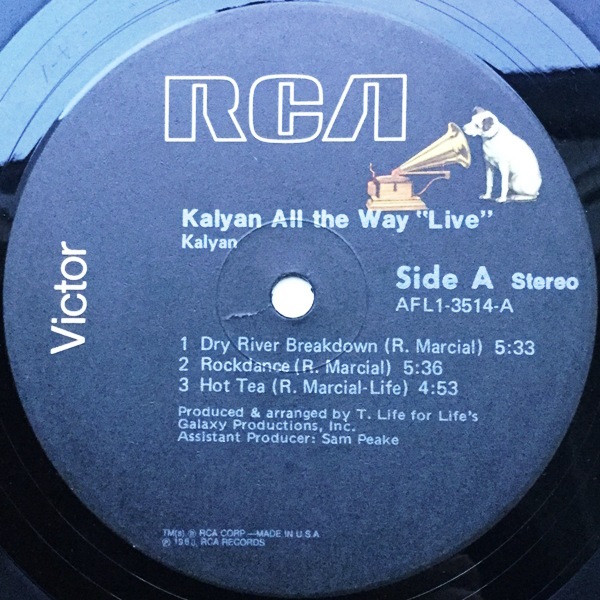 RCA
Victor
Kalyan All the Way "Live"
Kalyan
Side A Stereo
AFL1-3514-A
1 Dry River Breakdown (R. Marcial) 5:33
2 Rockdance (R. Marcial) 5:36
3 Hot Tea (R. Marcial-Life) 4:53
Produced & arranged by T. Life for Life's
Galaxy Productions, Inc.
Assistant Producer: Sam Peake
TM(s) ® RCA CORP.—MADE IN U.S.A
℗ 1980, RCA RECORDS